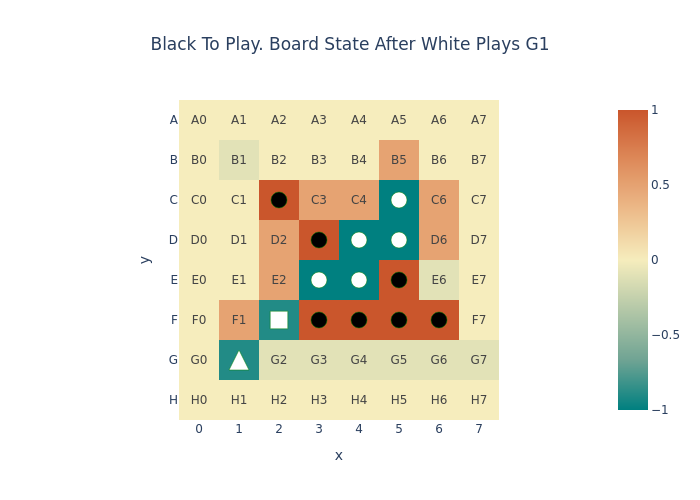 Black To Play. Board State After White Plays G1
A A0 A1 A2 A3 A4 A5 A6 A7
B B0 B1 B2 B3 B4 B5 B6 B7
C C0 C1 C3 C4 C6 C7
D D0 D1 D2 D6 D7
E E0 E1 E2 E6 E7
F F0 F1 F7
G G0 G2 G3 G4 G5 G6 G7
H H0 H1 H2 H3 H4 H5 H6 H7
0 1 2 3 4 5 6 7
x
y
1
0.5
0
−0.5
−1